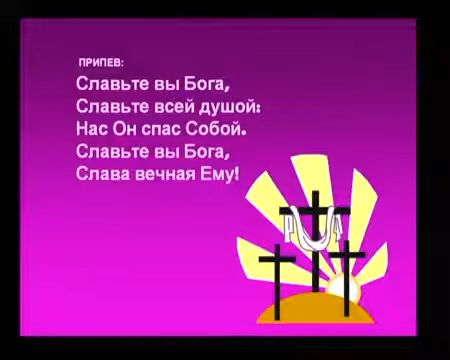 ПРИПЕВ:
Славьте вы Бога,
Славьте всей душой:
Нас Он спас Собой.
Славьте вы Бога,
Слава вечная Ему!